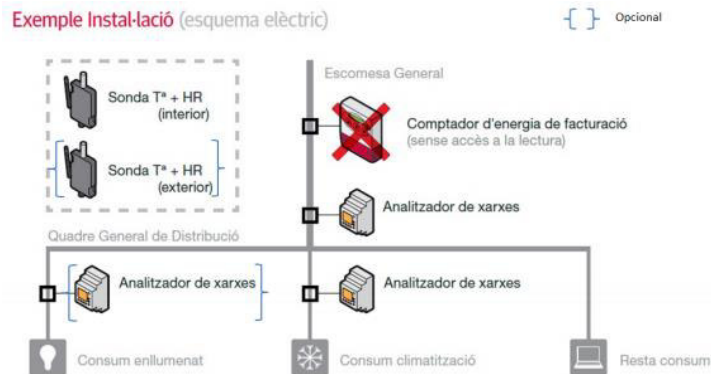 Exemple Instal·lació (esquema elèctric)
Opcional
Sonda Tª + HR
(interior)
Sonda Tª + HR
(exterior)
Escomesa General
Comptador d'energia de facturació
(sense accès a la lectura)
Analitzador de xarxes
Quadre General de Distribució
Analitzador de xarxes
Analitzador de xarxes
Consum enllumenat
Consum climatització
Resta consum